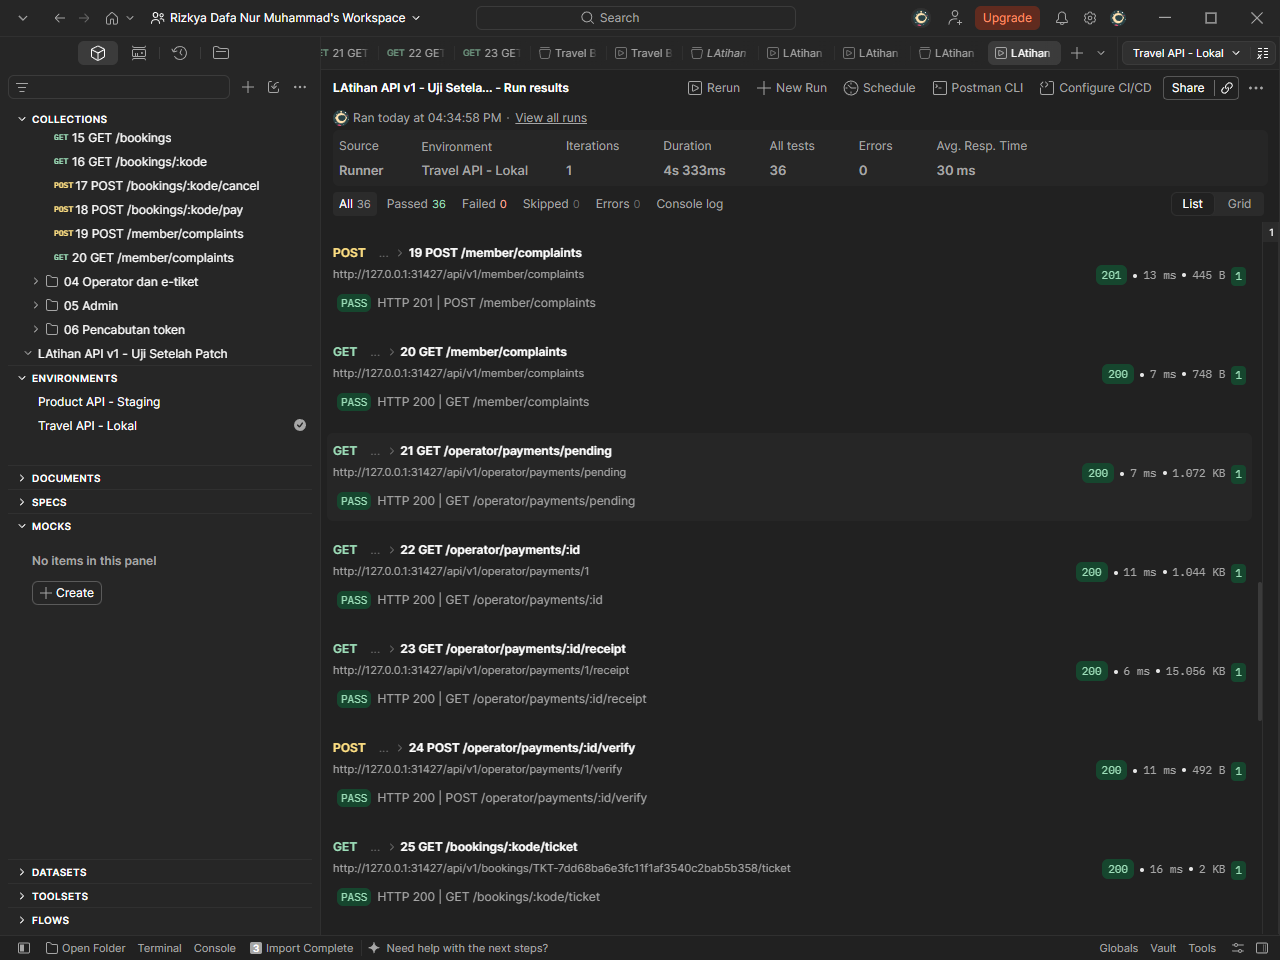 Rizkya Dafa Nur Muhammad's Workspace
Search
Upgrade
21 GET
GET 22 GE
GET 23 GE
Travel B
Travel B
LAtihan
LAtihan
LAtihan
LAtihan
LAtihan
Travel API - Lokal
COLLECTIONS
GET 15 GET /bookings
GET 16 GET /bookings/:kode
POST 17 POST /bookings/:kode/cancel
POST 18 POST /bookings/:kode/pay
POST 19 POST /member/complaints
GET 20 GET /member/complaints
04 Operator dan e-tiket
05 Admin
06 Pencabutan token
LAtihan API v1 - Uji Setelah Patch
ENVIRONMENTS
Product API - Staging
Travel API - Lokal
DOCUMENTS
SPECS
MOCKS
No items in this panel
Create
DATASETS
TOOLSETS
FLOWS
LAtihan API v1 - Uji Setela... - Run results
Rerun
New Run
Schedule
Postman CLI
Configure CI/CD
Share
Ran today at 04:34:58 PM · View all runs
Source Environment Iterations Duration All tests Errors Avg. Resp. Time
Runner Travel API - Lokal 1 4s 333ms 36 0 30 ms
All 36 Passed 36 Failed 0 Skipped 0 Errors 0 Console log
List Grid
1
POST ... > 19 POST /member/complaints
http://127.0.0.1:31427/api/v1/member/complaints
201 • 13 ms • 445 B 1
PASS HTTP 201 | POST /member/complaints
GET ... > 20 GET /member/complaints
http://127.0.0.1:31427/api/v1/member/complaints
200 • 7 ms • 748 B 1
PASS HTTP 200 | GET /member/complaints
GET ... > 21 GET /operator/payments/pending
http://127.0.0.1:31427/api/v1/operator/payments/pending
200 • 7 ms • 1.072 KB 1
PASS HTTP 200 | GET /operator/payments/pending
GET ... > 22 GET /operator/payments/:id
http://127.0.0.1:31427/api/v1/operator/payments/1
200 • 11 ms • 1.044 KB 1
PASS HTTP 200 | GET /operator/payments/:id
GET ... > 23 GET /operator/payments/:id/receipt
http://127.0.0.1:31427/api/v1/operator/payments/1/receipt
200 • 6 ms • 15.056 KB 1
PASS HTTP 200 | GET /operator/payments/:id/receipt
POST ... > 24 POST /operator/payments/:id/verify
http://127.0.0.1:31427/api/v1/operator/payments/1/verify
200 • 11 ms • 492 B 1
PASS HTTP 200 | POST /operator/payments/:id/verify
GET ... > 25 GET /bookings/:kode/ticket
http://127.0.0.1:31427/api/v1/bookings/TKT-7dd68ba6e3fc11f1af3540c2bab5b358/ticket
200 • 16 ms • 2 KB 1
PASS HTTP 200 | GET /bookings/:kode/ticket
Open Folder Terminal Console 3 Import Complete Need help with the next steps?
Globals Vault Tools